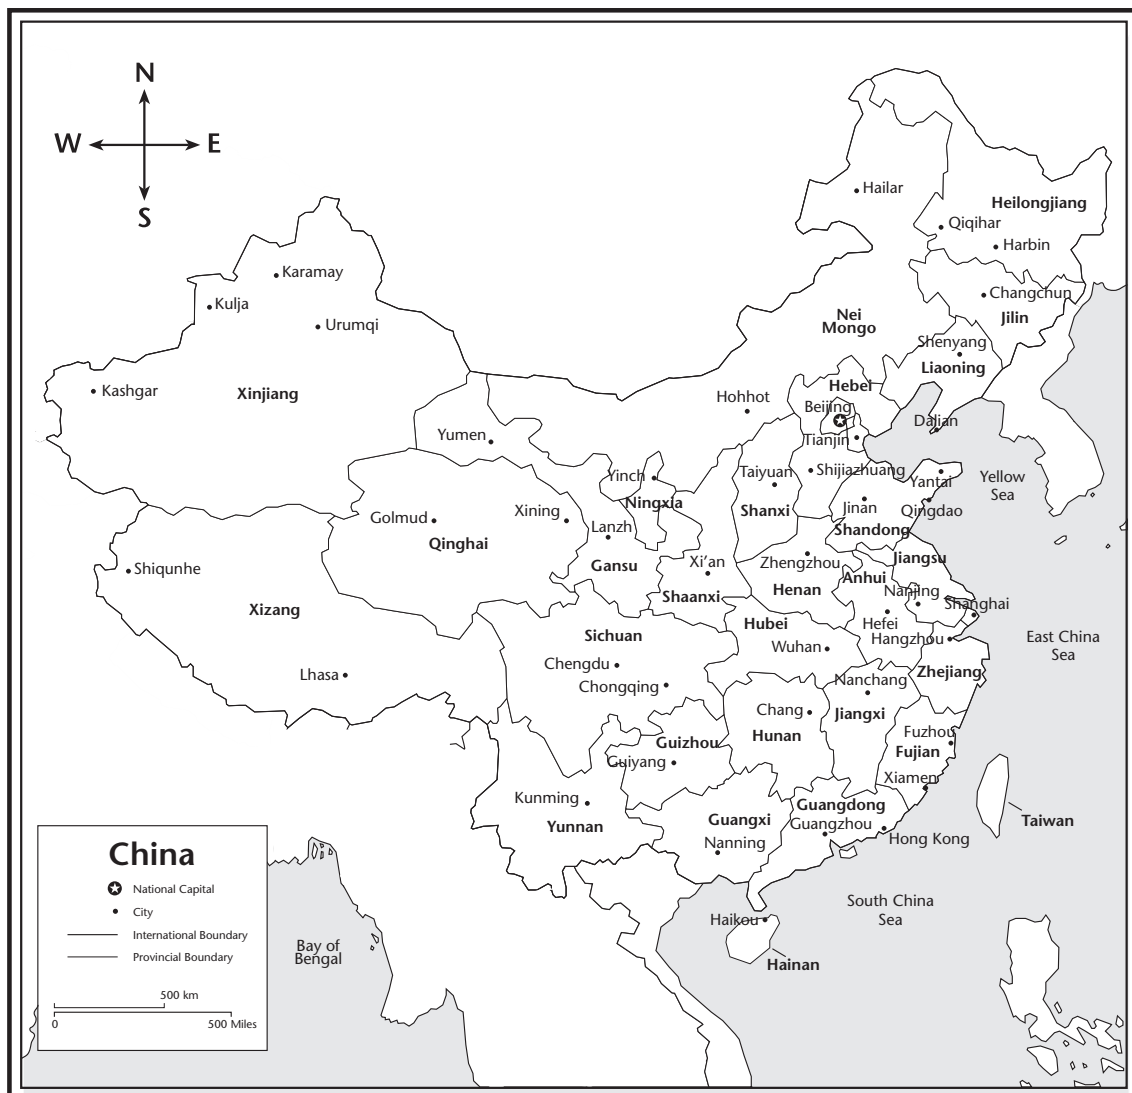 N
W
E
S
Hailar
Heilongjiang
Qiqihar
Harbin
Karamay
Kulja
Urumqi
Changchun
Jilin
Nei
Mongo
Shenyang
Liaoning
Kashgar
Xinjiang
Hebei
Hohhot
Beijing
Dalian
Yumen
Tianjin
Yinch
Taiyuan
Shijiazhuang
Yantai
Yellow
Sea
Ningxia
Golmud
Xining
Lanzh
Shanxi
Jinan
Qingdao
Qinghai
Shandong
Shiqunhe
Gansu
Xi’an
Zhengzhou
Jiangsu
Anhui
Xizang
Shaanxi
Henan
Nanjing
Shanghai
Sichuan
Hubei
Hefei
Hangzhou
East China
Sea
Wuhan
Lhasa
Chengdu
Chongqing
Zhejiang
Nanchang
Chang
Jiangxi
Hunan
Guizhou
Guiyang
Fuzhou
Fujian
Xiamen
Kunming
Yunnan
Guangxi
Nanning
Guangdong
Guangzhou
Hong Kong
Taiwan
South China
Sea
Haikou
Hainan
Bay of
Bengal
China
National Capital
City
International Boundary
Provincial Boundary
500 km
0
500 Miles